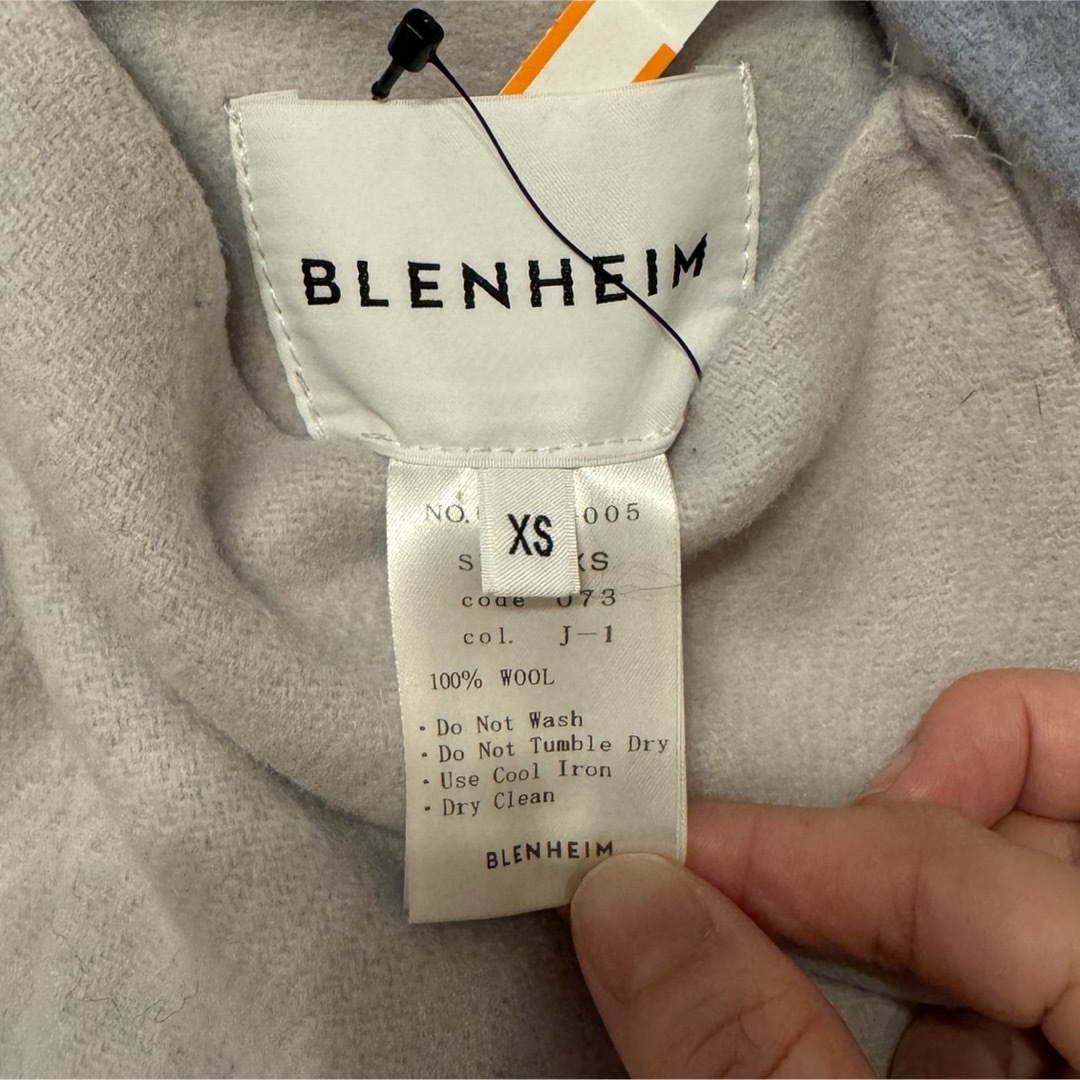 BLENHEIM
XS
NO. -005
XS
code 073
col. J-1
100% WOOL
・Do Not Wash
・Do Not Tumble Dry
・Use Cool Iron
・Dry Clean
BLENHEIM